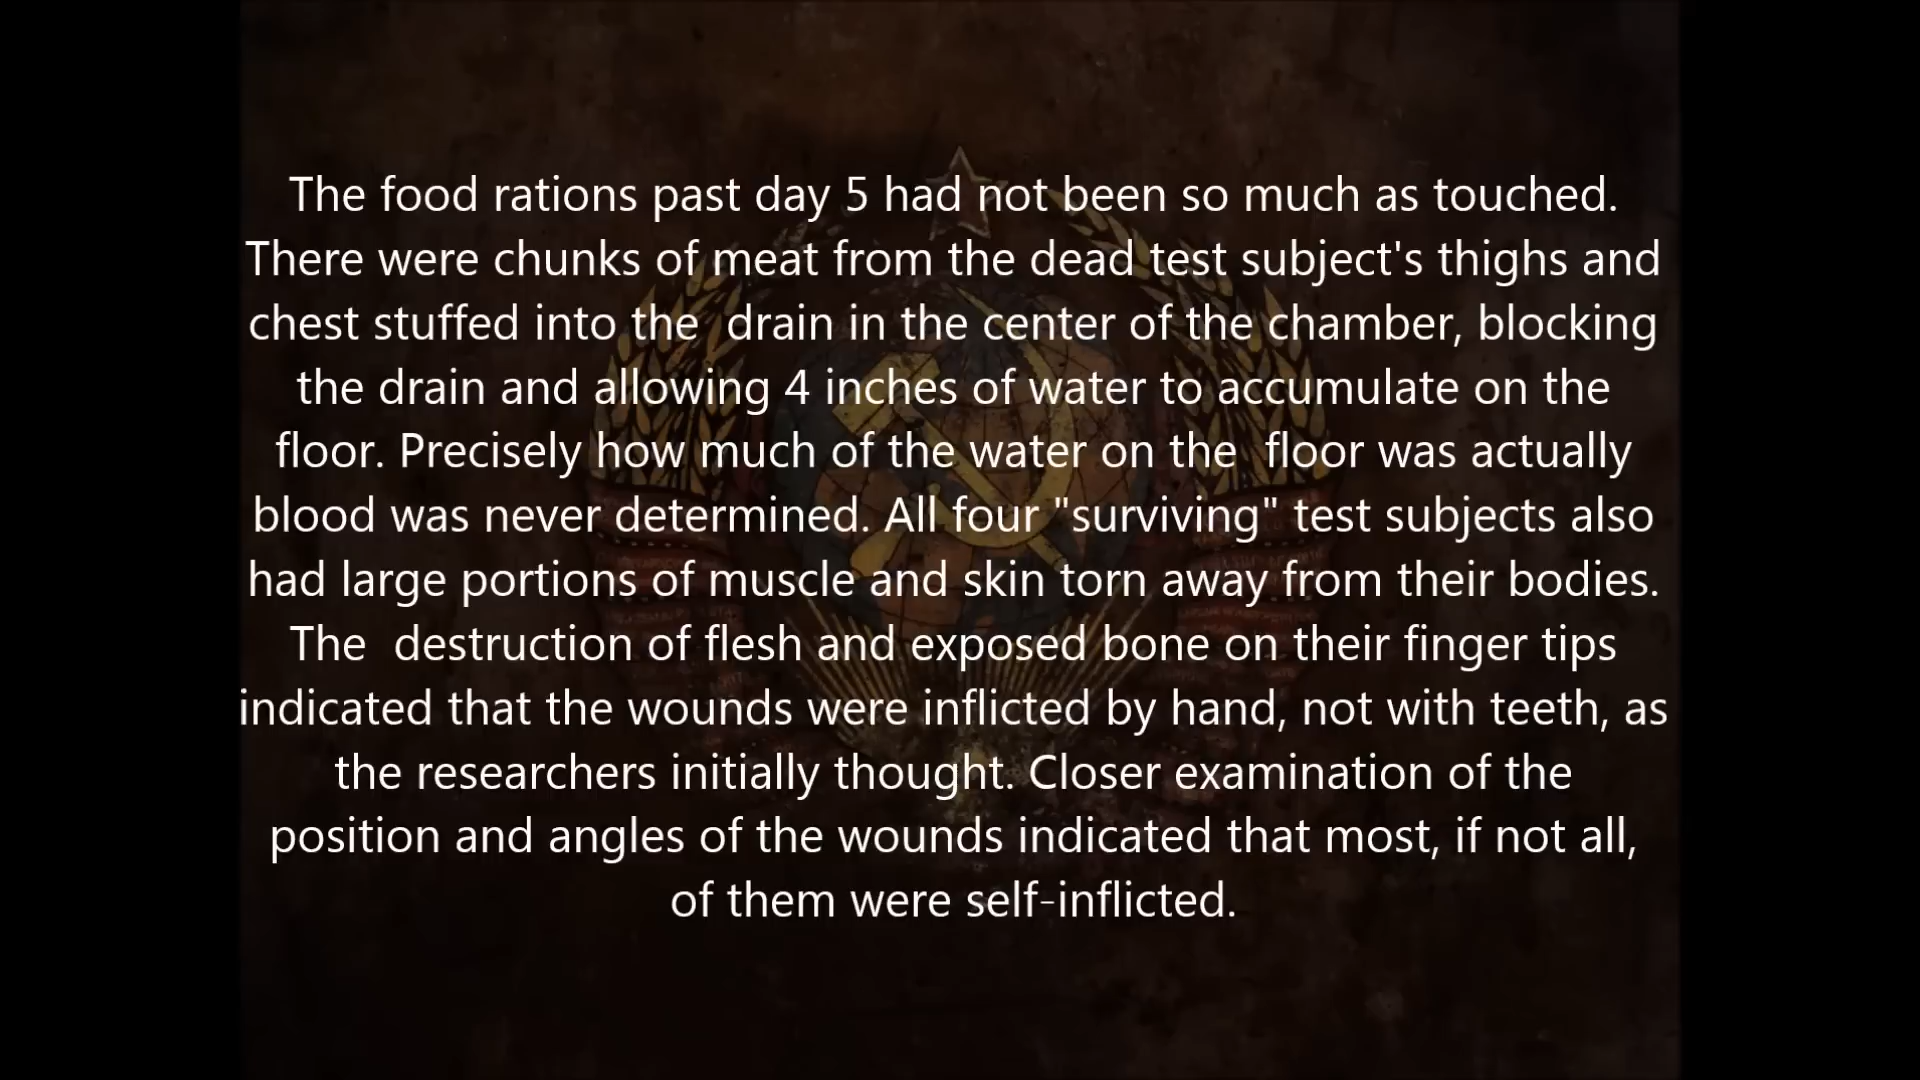 The food rations past day 5 had not been so much as touched.
There were chunks of meat from the dead test subject's thighs and
chest stuffed into the  drain in the center of the chamber, blocking
the drain and allowing 4 inches of water to accumulate on the
floor. Precisely how much of the water on the  floor was actually
blood was never determined. All four "surviving" test subjects also
had large portions of muscle and skin torn away from their bodies.
The  destruction of flesh and exposed bone on their finger tips
indicated that the wounds were inflicted by hand, not with teeth, as
the researchers initially thought. Closer examination of the
position and angles of the wounds indicated that most, if not all,
of them were self-inflicted.